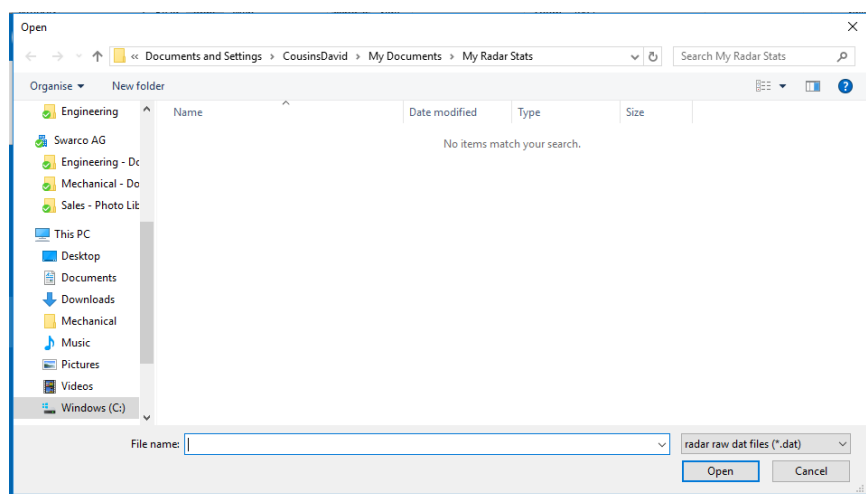 Open
« Documents and Settings › CousinsDavid › My Documents › My Radar Stats
Search My Radar Stats
Organise
New folder
Name
Date modified
Type
Size
No items match your search.
Engineering
Swarco AG
Engineering - Do
Mechanical - Do
Sales - Photo Lib
This PC
Desktop
Documents
Downloads
Mechanical
Music
Pictures
Videos
Windows (C:)
File name:
radar raw dat files (*.dat)
Open
Cancel